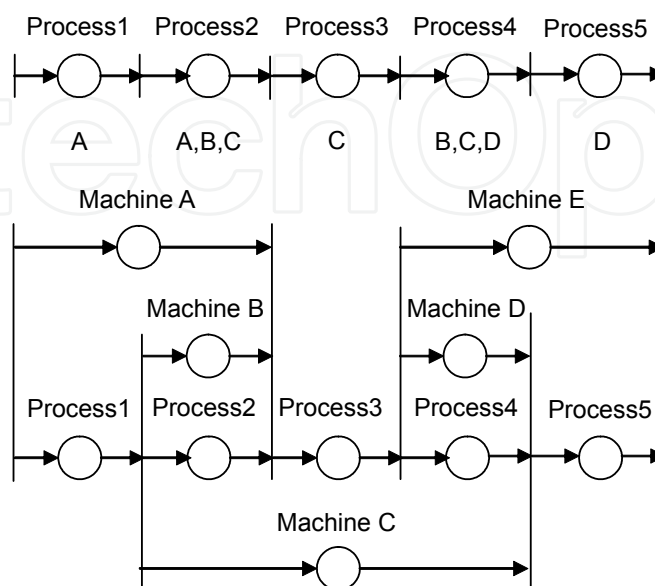 Process1 Process2 Process3 Process4 Process5
A A,B,C C B,C,D D
Machine A Machine E
Machine B Machine D
Process1 Process2 Process3 Process4 Process5
Machine C